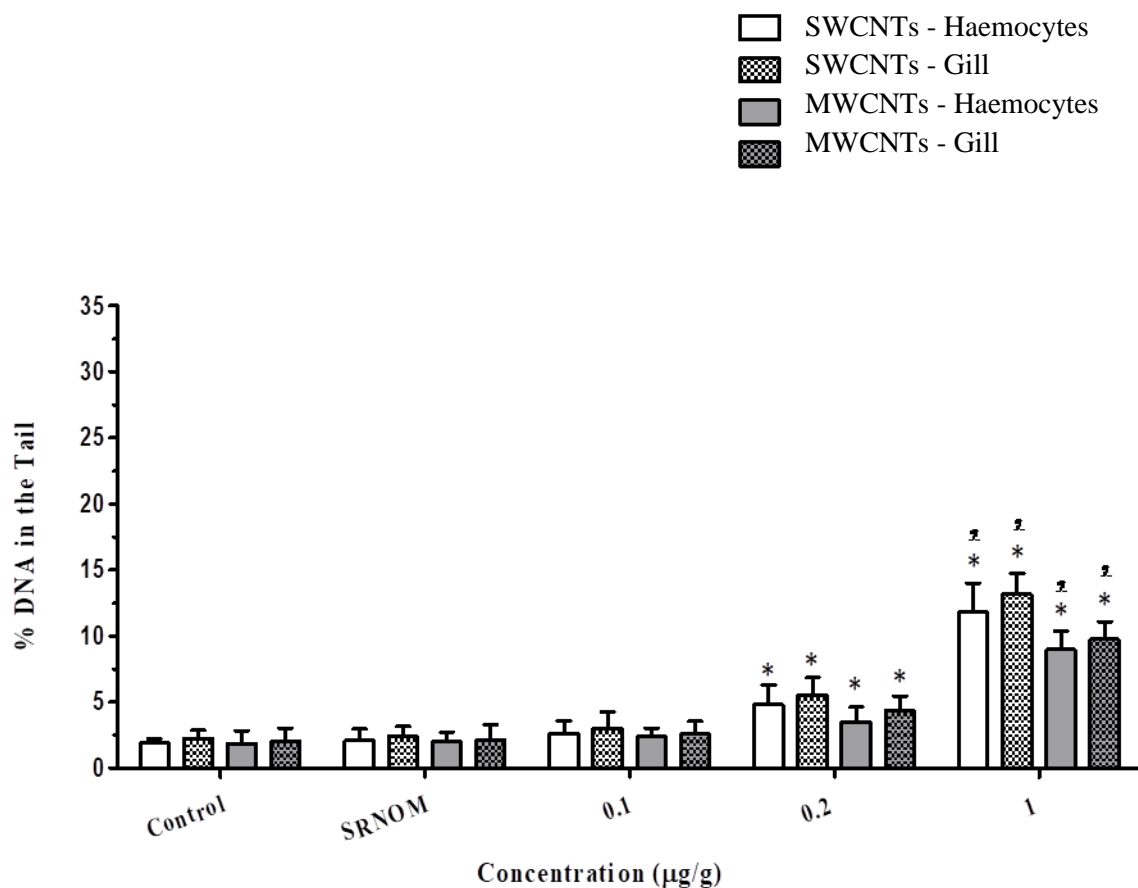 SWCNTs - Haemocytes
SWCNTs - Gill
MWCNTs - Haemocytes
MWCNTs - Gill
35
30
25
20
15
10
5
0
% DNA in the Tail
* * * *
* * * *
Control SRNOM 0.1 0.2 1
Concentration (µg/g)